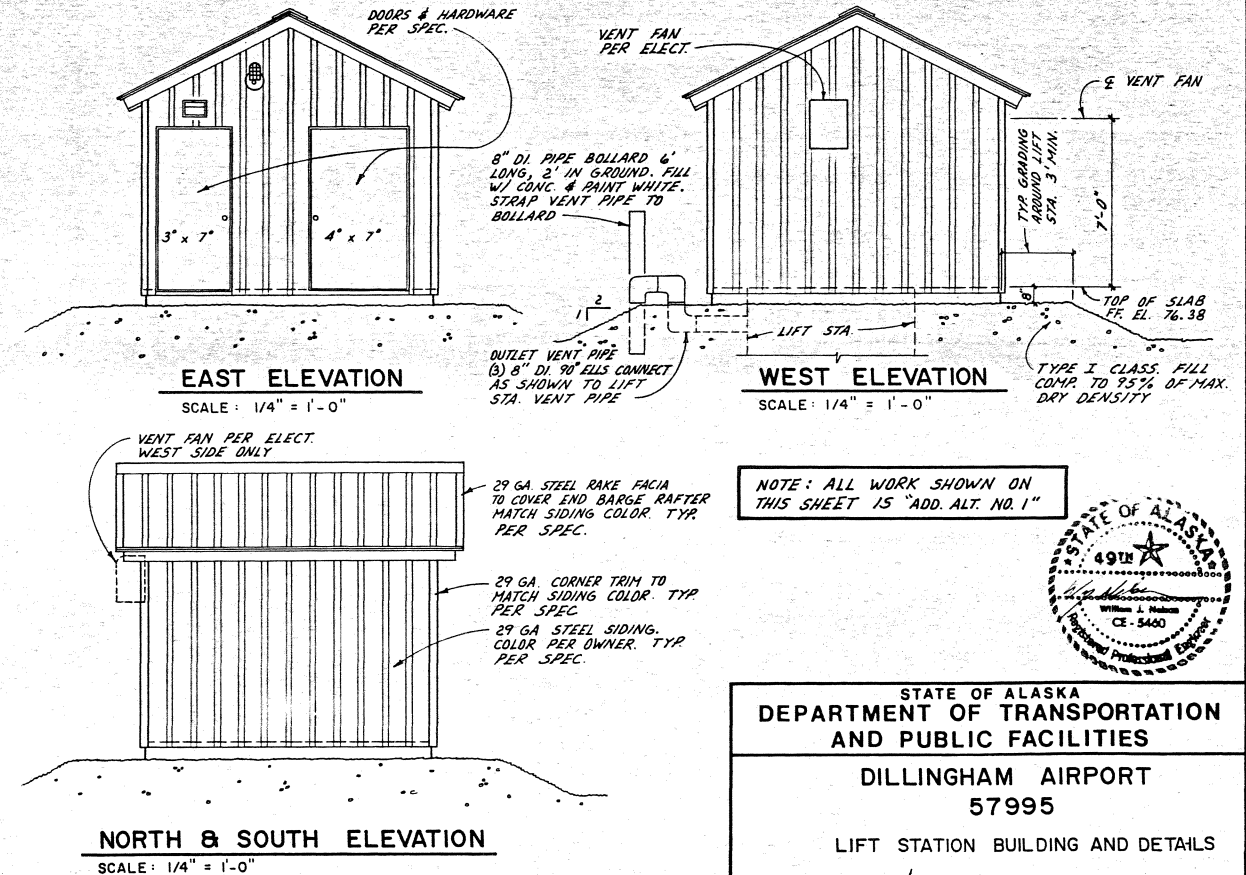 DOORS & HARDWARE
PER SPEC.
3° x 7°
4° x 7°
EAST ELEVATION
SCALE: 1/4" = 1'-0"
VENT FAN
PER ELECT.
℄ VENT FAN
8" DI. PIPE BOLLARD 6'
LONG, 2' IN GROUND. FILL
W/ CONC. & PAINT WHITE.
STRAP VENT PIPE TO
BOLLARD
TYP. GRADING
AROUND LIFT
STA. 3' MIN.
7'-0"
8"
2
1
LIFT STA.
TOP OF SLAB
FF. EL. 76.38
OUTLET VENT PIPE
(3) 8" DI. 90° ELLS CONNECT
AS SHOWN TO LIFT
STA. VENT PIPE
TYPE I CLASS. FILL
COMP. TO 95% OF MAX.
DRY DENSITY
WEST ELEVATION
SCALE: 1/4" = 1'-0"
VENT FAN PER ELECT.
WEST SIDE ONLY
29 GA. STEEL RAKE FACIA
TO COVER END BARGE RAFTER
MATCH SIDING COLOR. TYP.
PER SPEC.
29 GA. CORNER TRIM TO
MATCH SIDING COLOR. TYP.
PER SPEC
29 GA STEEL SIDING.
COLOR PER OWNER. TYP.
PER SPEC.
NORTH & SOUTH ELEVATION
SCALE: 1/4" = 1'-0"
NOTE: ALL WORK SHOWN ON
THIS SHEET IS "ADD. ALT. NO. 1"
STATE OF ALASKA
49TH
William J. Nelson
CE-5460
Registered Professional Engineer
STATE OF ALASKA
DEPARTMENT OF TRANSPORTATION
AND PUBLIC FACILITIES
DILLINGHAM AIRPORT
57995
LIFT STATION BUILDING AND DETAILS